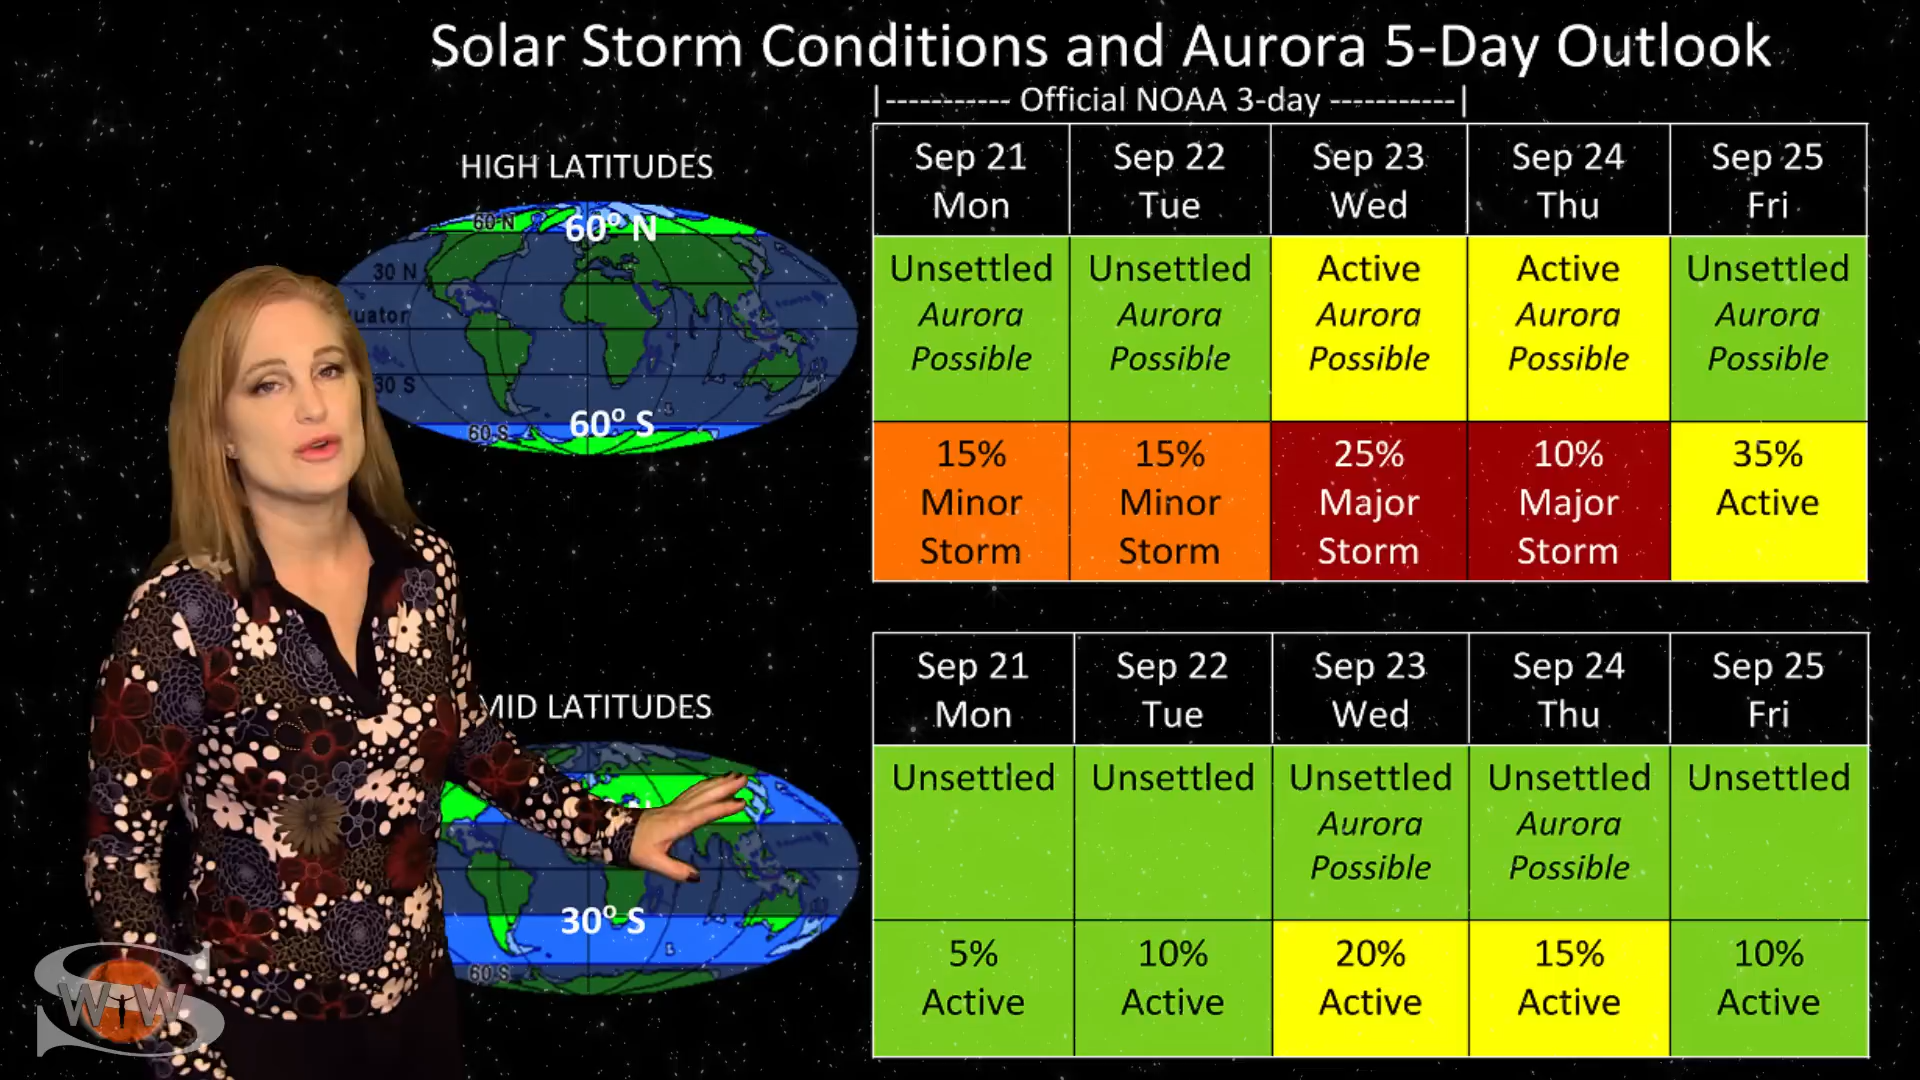 Solar Storm Conditions and Aurora 5-Day Outlook
|----------- Official NOAA 3-day -----------|
HIGH LATITUDES
60 N
60º N
30 N
uator
30 S
60 S
60º S
Sep 21 Sep 22 Sep 23 Sep 24 Sep 25
Mon Tue Wed Thu Fri
Unsettled Unsettled Active Active Unsettled
Aurora Aurora Aurora Aurora Aurora
Possible Possible Possible Possible Possible
15% 15% 25% 10% 35%
Minor Minor Major Major Active
Storm Storm Storm Storm
MID LATITUDES
30º S
60 S
Sep 21 Sep 22 Sep 23 Sep 24 Sep 25
Mon Tue Wed Thu Fri
Unsettled Unsettled Unsettled Unsettled Unsettled
Aurora Aurora
Possible Possible
5% 10% 20% 15% 10%
Active Active Active Active Active
SWTW